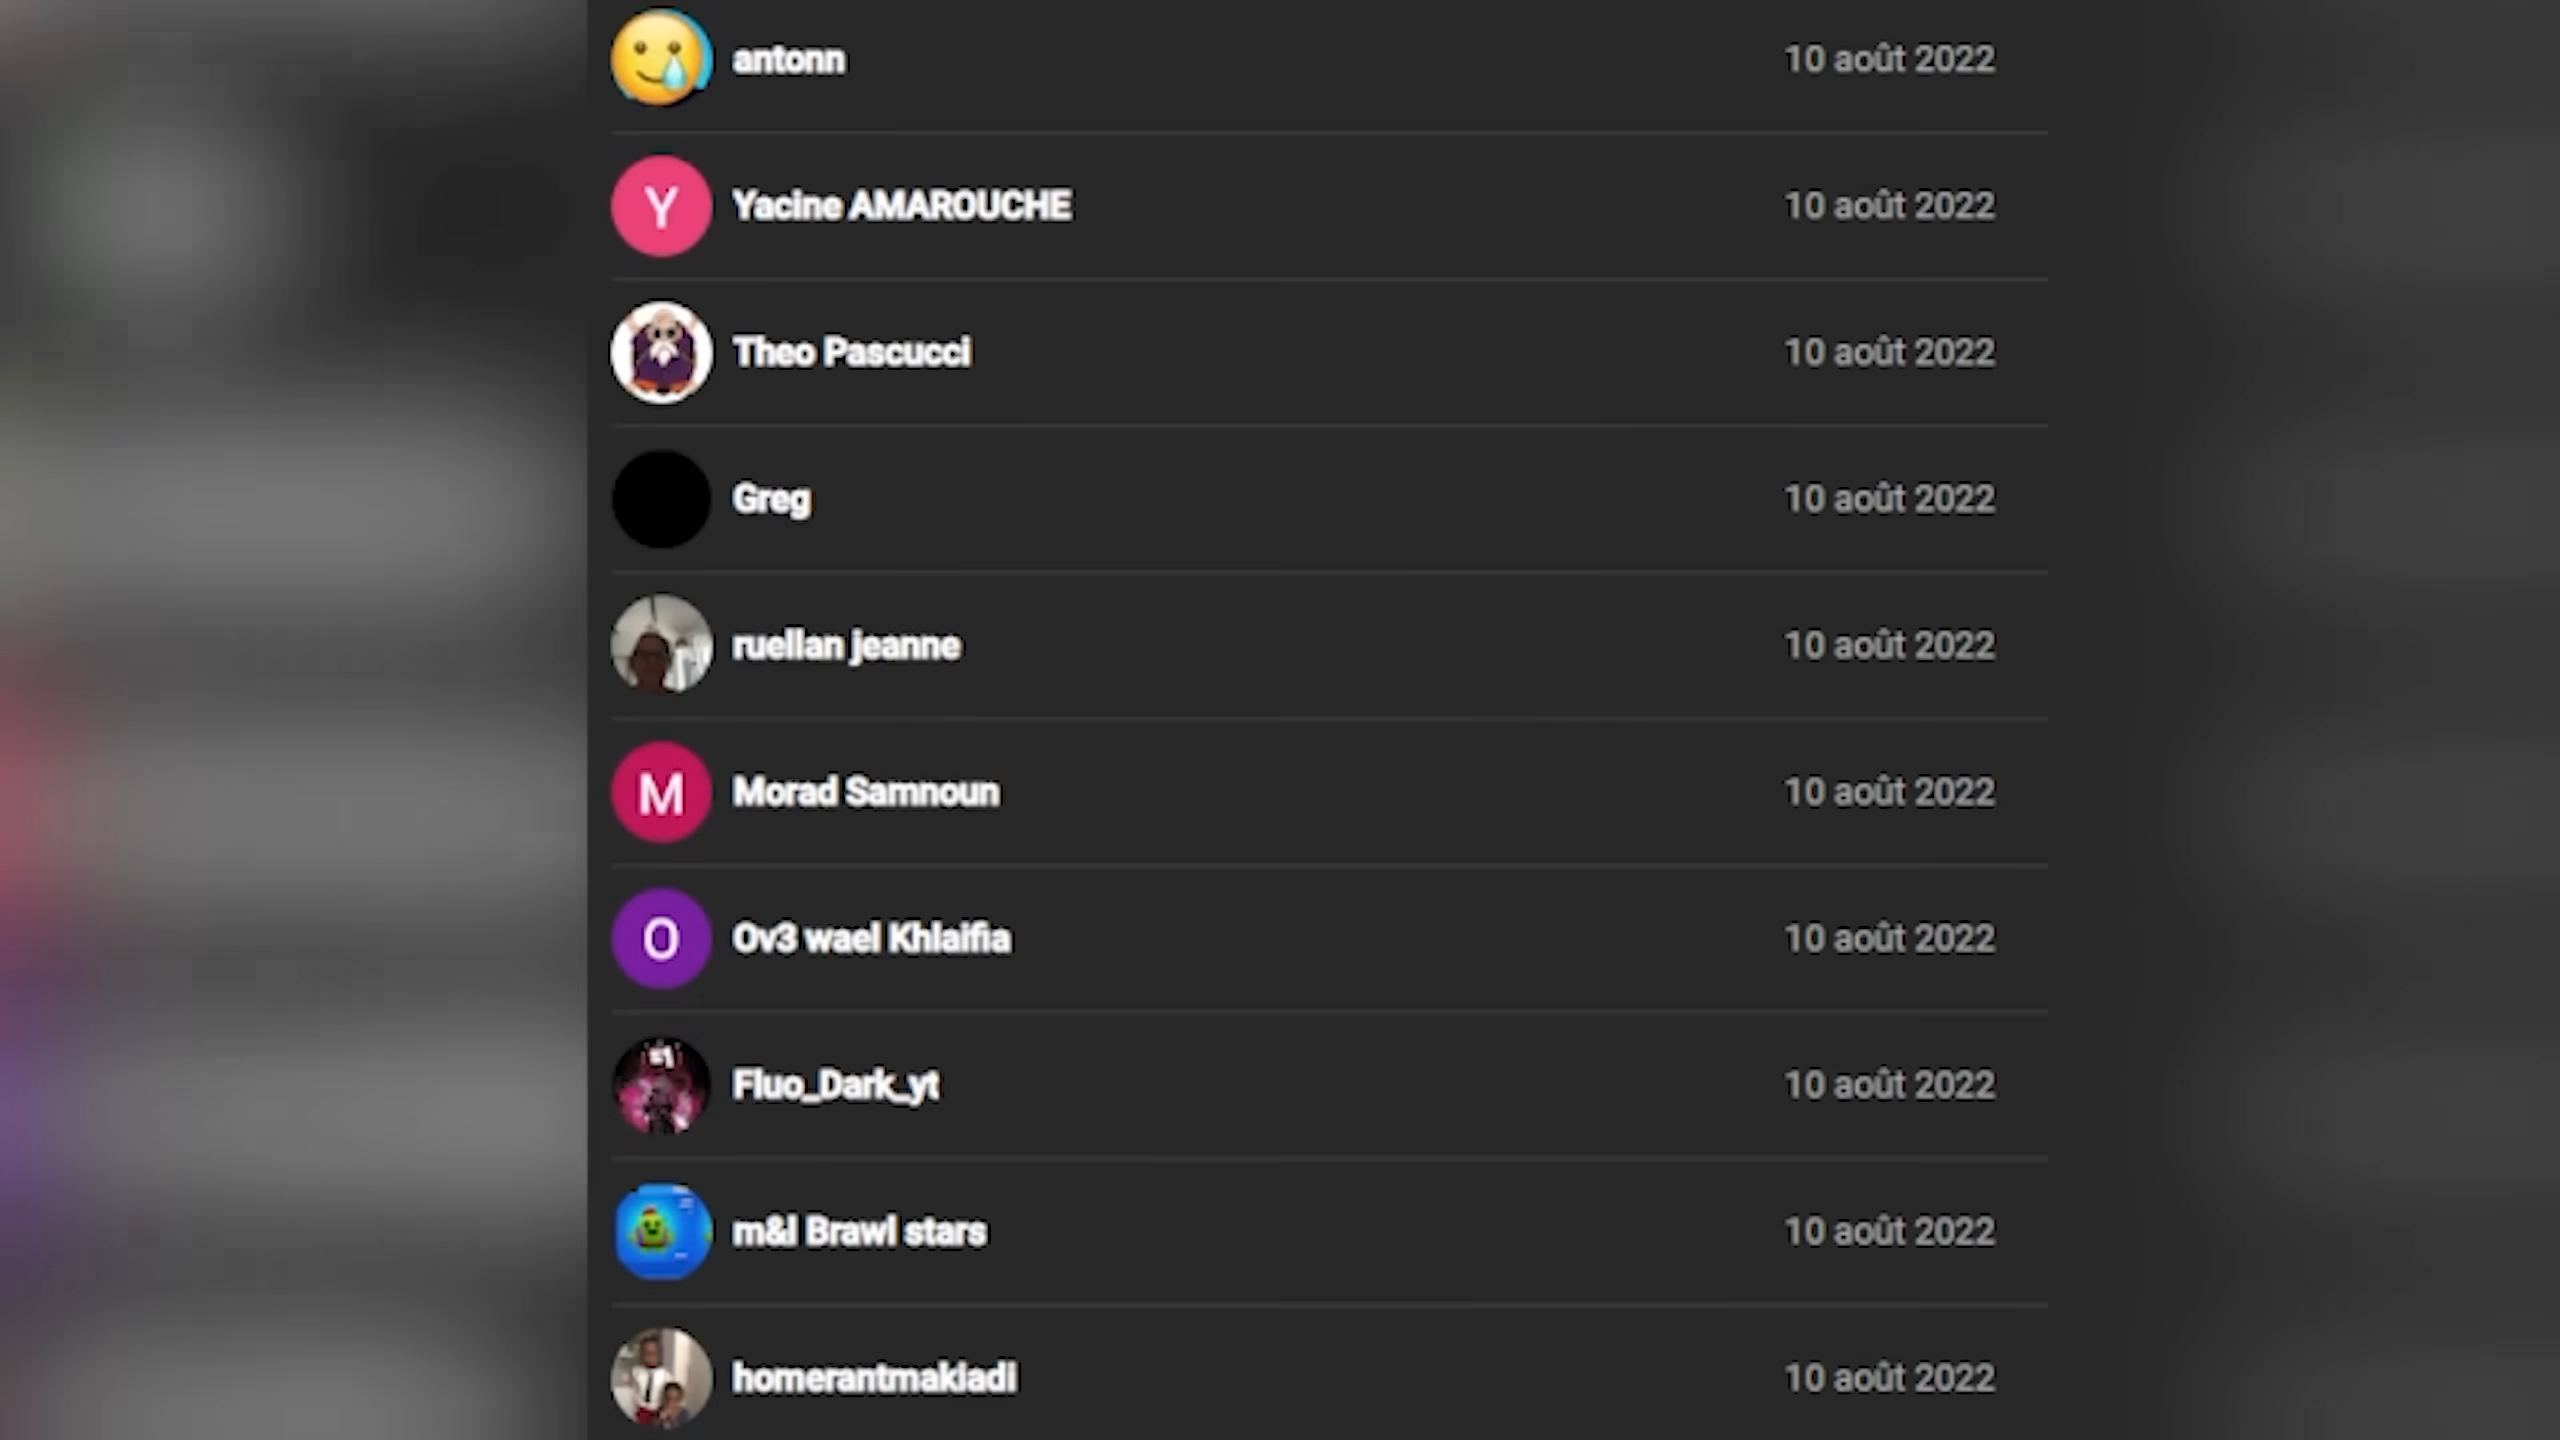 antonn 10 août 2022
Y Yacine AMAROUCHE 10 août 2022
Theo Pascucci 10 août 2022
Greg 10 août 2022
ruellan jeanne 10 août 2022
M Morad Samnoun 10 août 2022
O Ov3 wael Khlaifia 10 août 2022
Fluo_Dark_yt 10 août 2022
m&l Brawl stars 10 août 2022
homerantmakiadi 10 août 2022